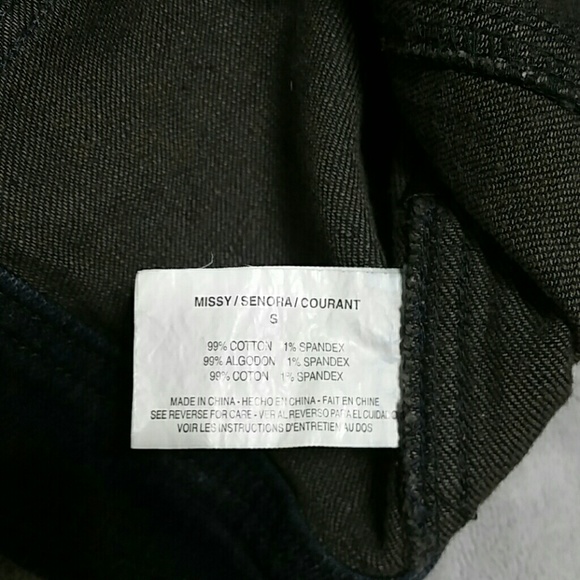 MISSY / SENORA / COURANT
S
99% COTTON 1% SPANDEX
99% ALGODON 1% SPANDEX
99% COTON 1% SPANDEX
MADE IN CHINA - HECHO EN CHINA - FAIT EN CHINE
SEE REVERSE FOR CARE - VER AL REVERSO PARA EL CUIDADO
VOIR LES INSTRUCTIONS D'ENTRETIEN AU DOS